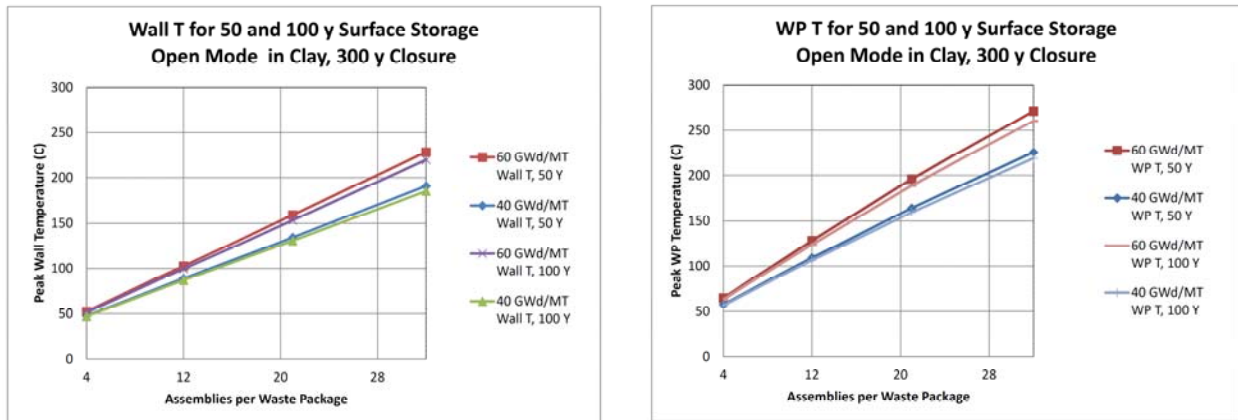 Wall T for 50 and 100 y Surface Storage
Open Mode in Clay, 300 y Closure
300
250
200
150
100
50
0
Peak Wall Temperature (C)
4
12
20
28
Assemblies per Waste Package
60 GWd/MT
Wall T, 50 Y
40 GWd/MT
Wall T, 50 Y
60 GWd/MT
Wall T, 100 Y
40 GWd/MT
Wall T, 100 Y
WP T for 50 and 100 y Surface Storage
Open Mode in Clay, 300 y Closure
300
250
200
150
100
50
0
Peak WP Temperature (C)
4
12
20
28
Assemblies per Waste Package
60 GWd/MT
WP T, 50 Y
40 GWd/MT
WP T, 50 Y
60 GWd/MT
WP T, 100 Y
40 GWd/MT
WP T, 100 Y